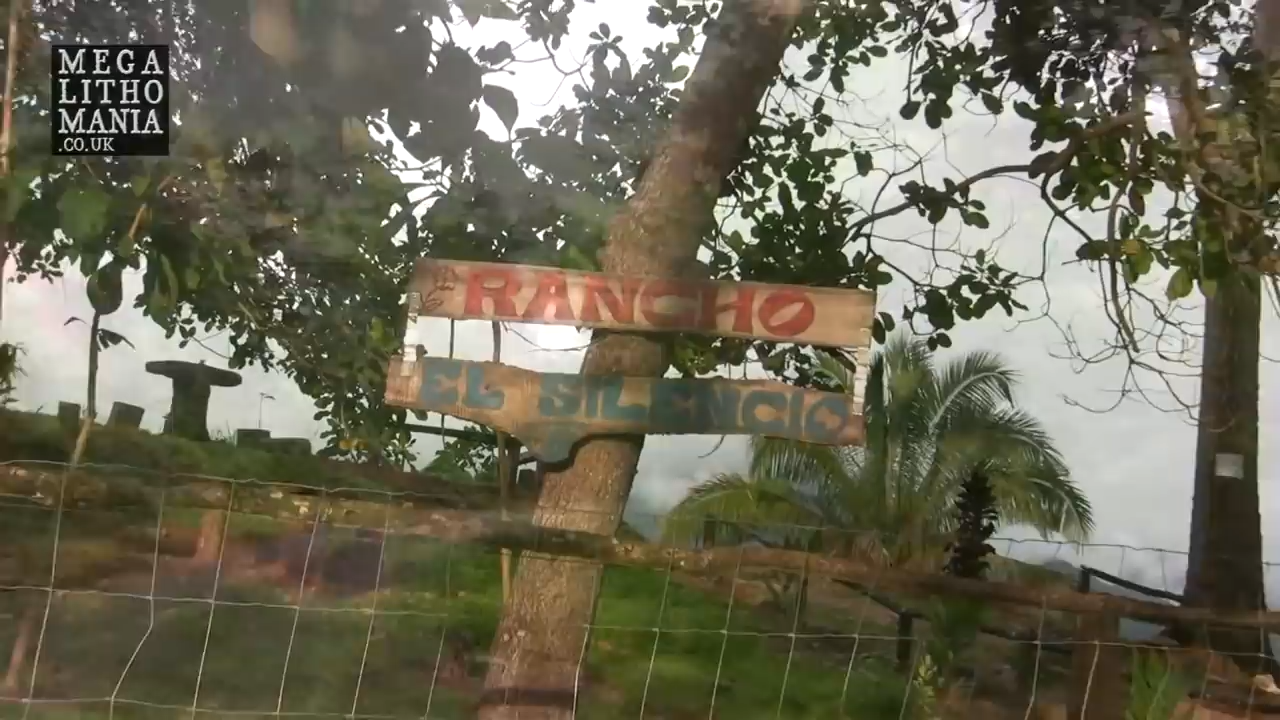 MEGA
LITHO
MANIA
.CO.UK
RANCHO
EL SILENCIO